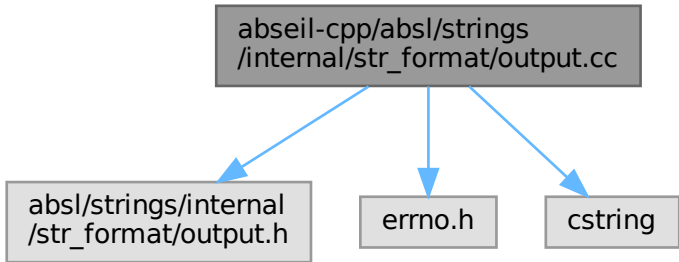 abseil-cpp/absl/strings
/internal/str_format/output.cc
absl/strings/internal
/str_format/output.h
errno.h
cstring